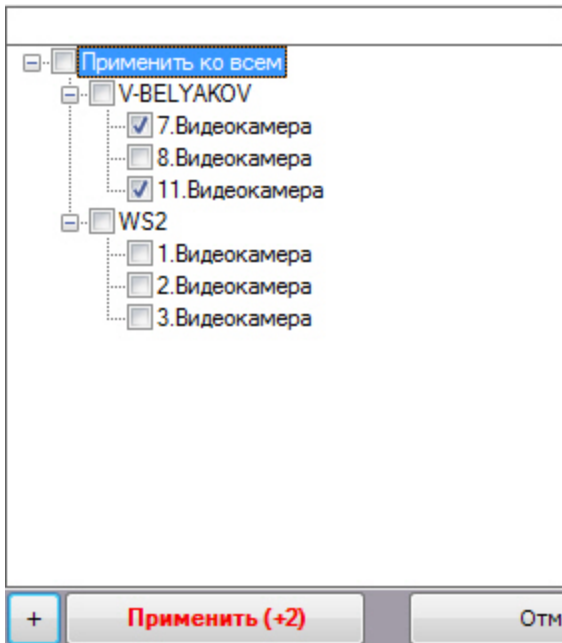 Применить ко всем
V-BELYAKOV
7.Видеокамера
8.Видеокамера
11.Видеокамера
WS2
1.Видеокамера
2.Видеокамера
3.Видеокамера
+ Применить (+2) Отм